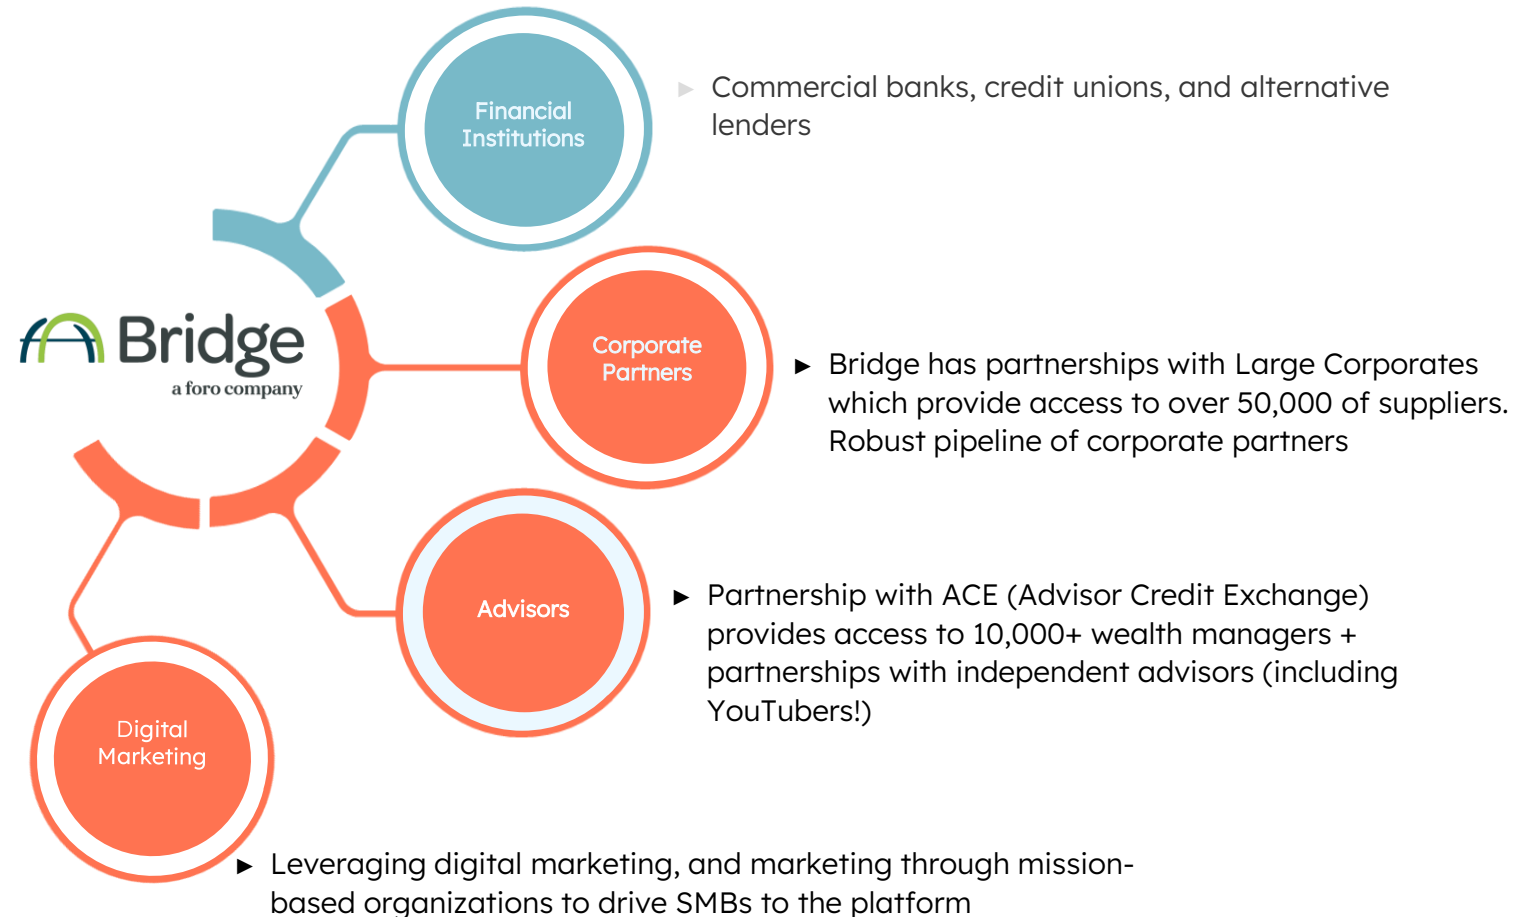 Financial
Institutions
► Commercial banks, credit unions, and alternative
lenders
Bridge
a foro company
Corporate
Partners
► Bridge has partnerships with Large Corporates
which provide access to over 50,000 of suppliers.
Robust pipeline of corporate partners
Advisors
► Partnership with ACE (Advisor Credit Exchange)
provides access to 10,000+ wealth managers +
partnerships with independent advisors (including
YouTubers!)
Digital
Marketing
► Leveraging digital marketing, and marketing through mission-
based organizations to drive SMBs to the platform